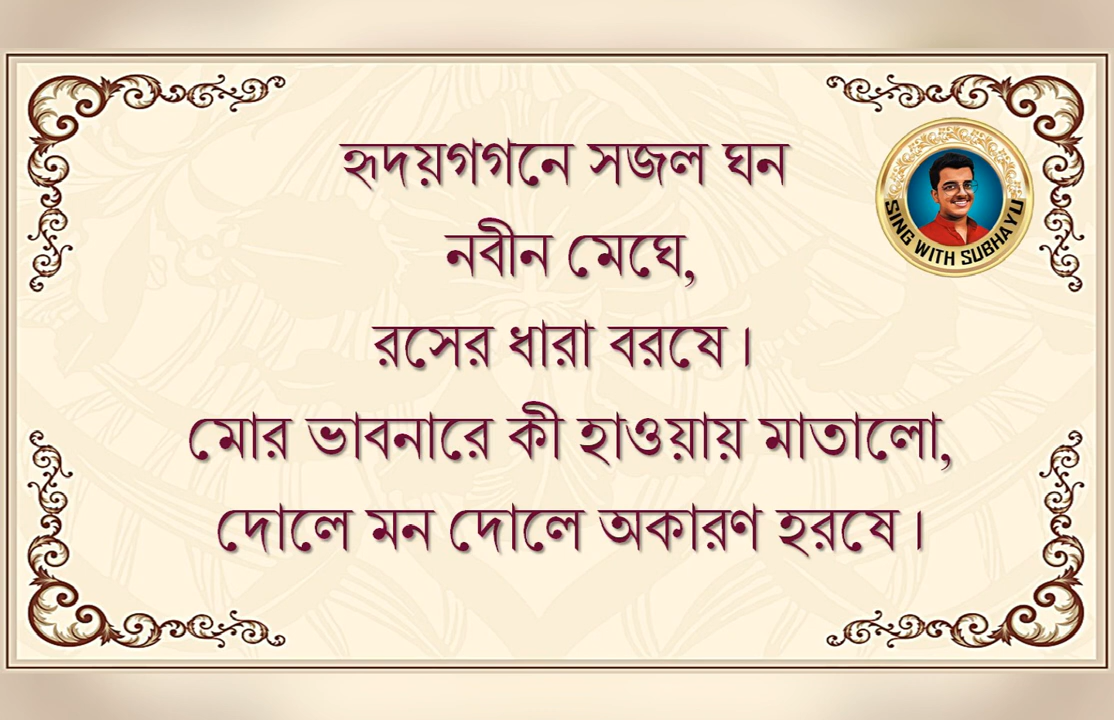 হৃদয়গগনে সজল ঘন
নবীন মেঘে,
রসের ধারা বরষে।
মোর ভাবনারে কী হাওয়ায় মাতালো,
দোলে মন দোলে অকারণ হরষে।
SING WITH SUBHAYU